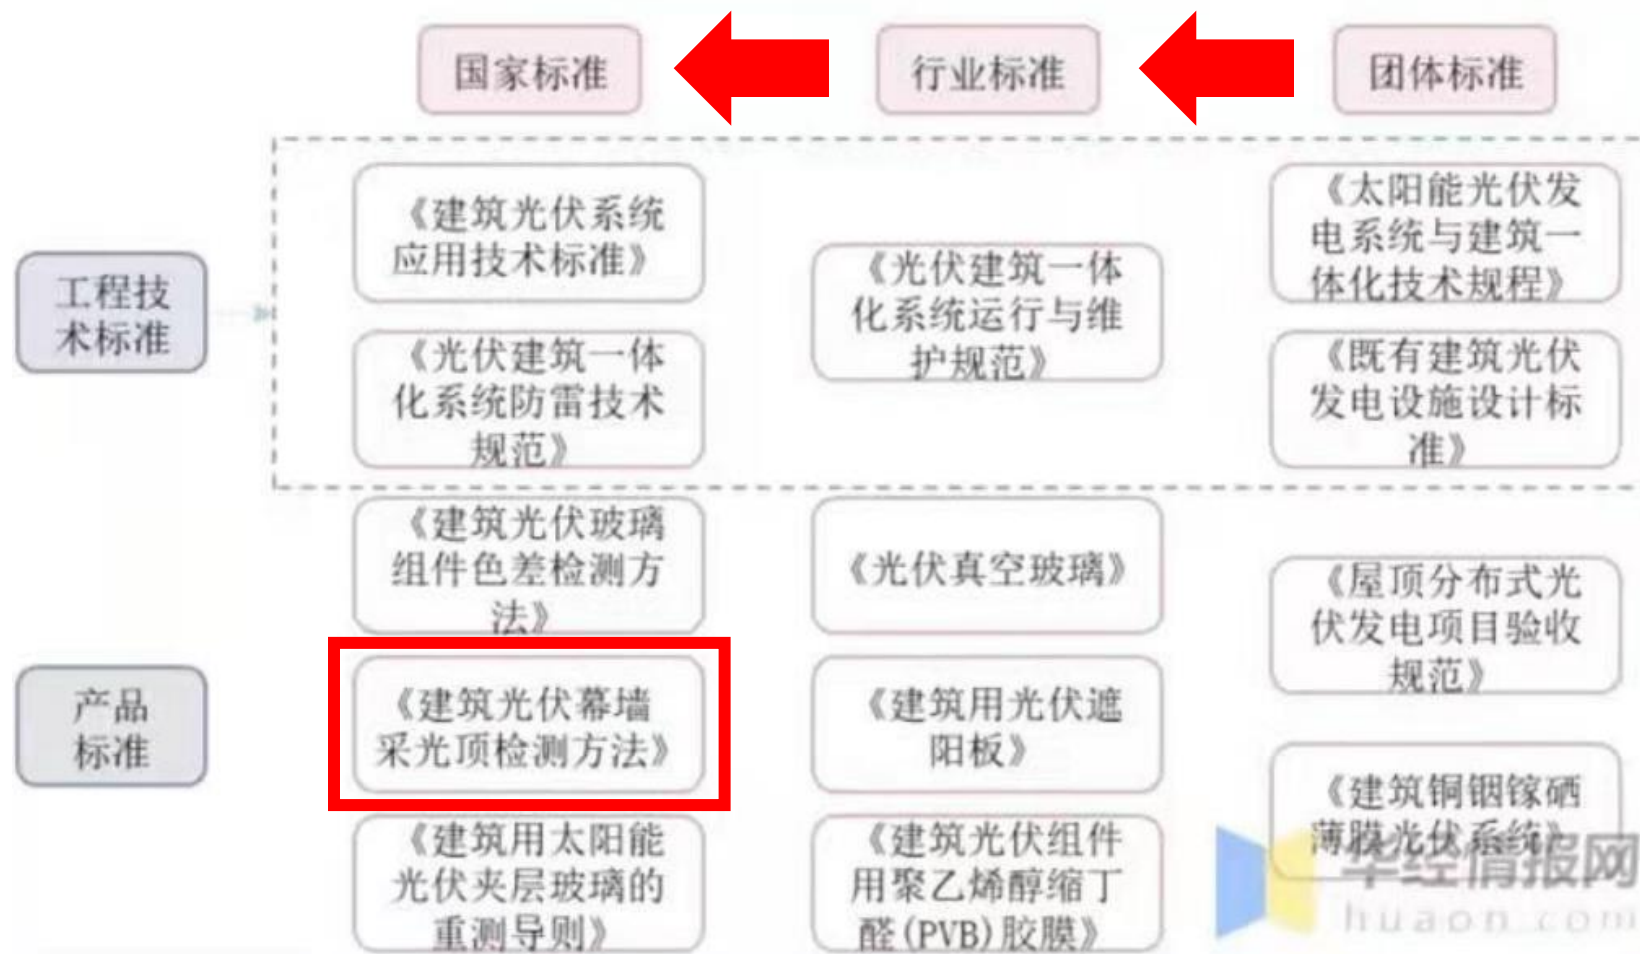 国家标准
行业标准
团体标准
工程技
术标准
《建筑光伏系统
应用技术标准》
《光伏建筑一体
化系统防雷技术
规范》
《光伏建筑一体
化系统运行与维
护规范》
《太阳能光伏发
电系统与建筑一
体化技术规程》
《既有建筑光伏
发电设施设计标
准》
产品
标准
《建筑光伏玻璃
组件色差检测方
法》
《建筑光伏幕墙
采光顶检测方法》
《建筑用太阳能
光伏夹层玻璃的
重测导则》
《光伏真空玻璃》
《建筑用光伏遮
阳板》
《建筑光伏组件
用聚乙烯醇缩丁
醛(PVB)胶膜》
《屋顶分布式光
伏发电项目验收
规范》
《建筑铜铟镓硒
薄膜光伏系统》
华经情报网
huaon.com